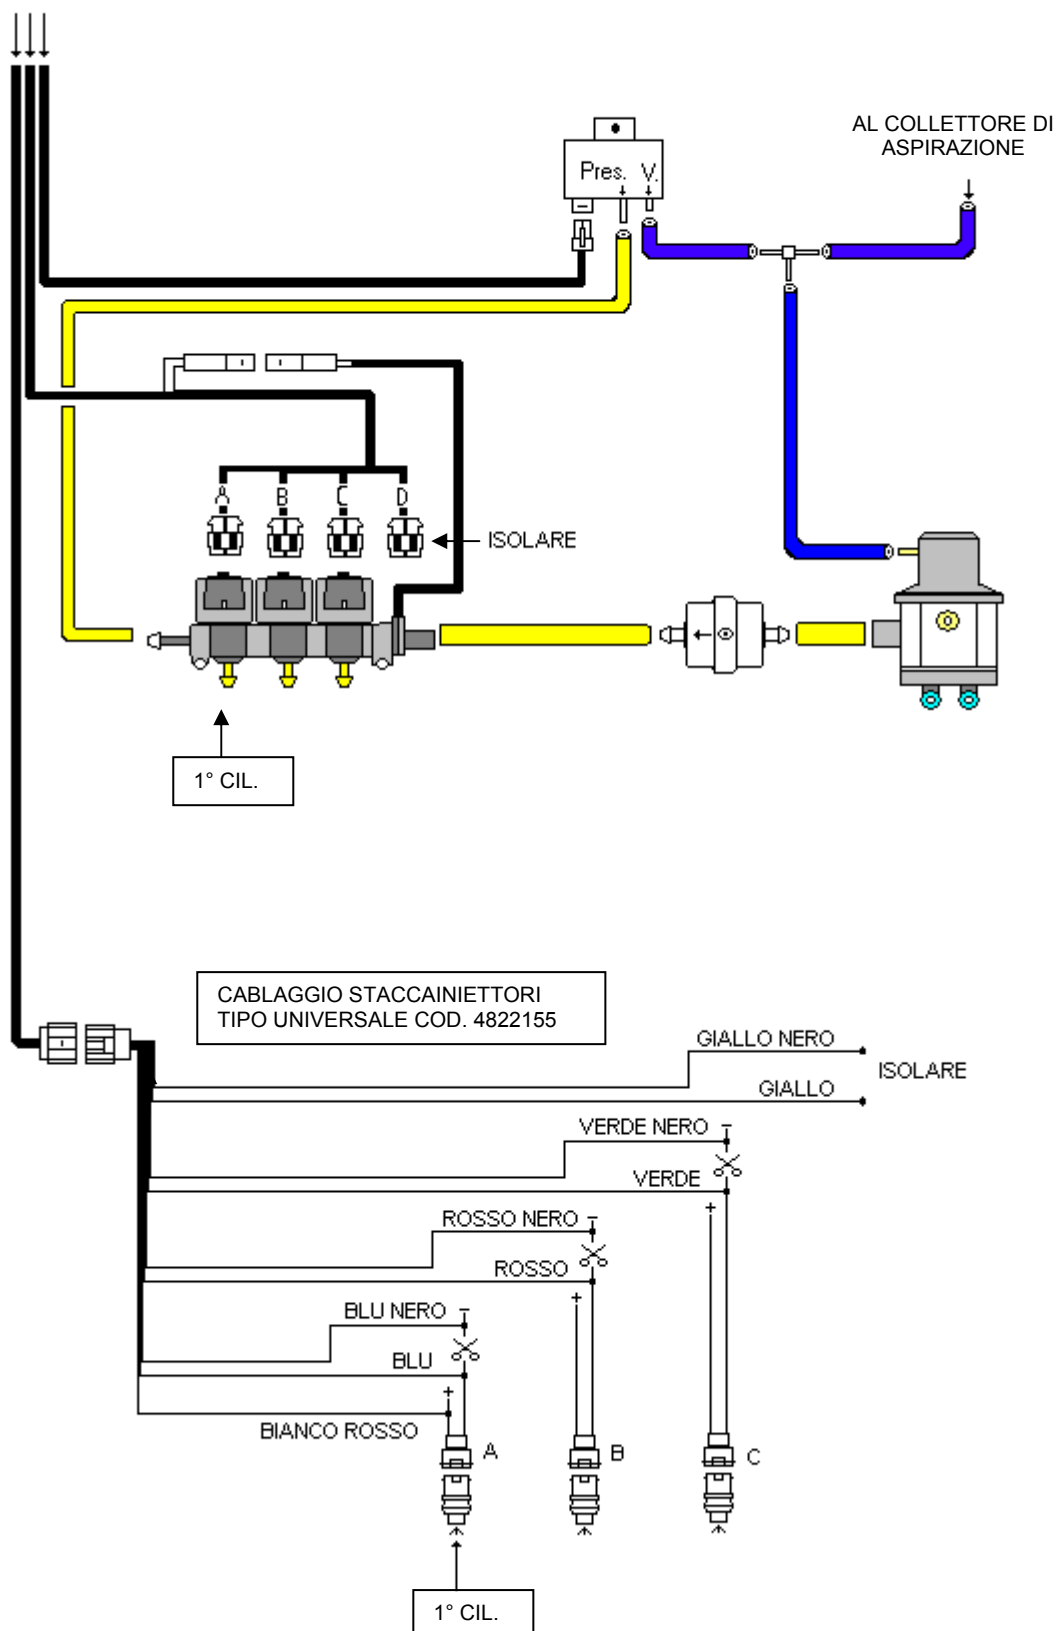 AL COLLETTORE DI
ASPIRAZIONE
Pres. V.
A B C D
ISOLARE
1° CIL.
CABLAGGIO STACCAINIETTORI
TIPO UNIVERSALE COD. 4822155
GIALLO NERO
ISOLARE
GIALLO
VERDE NERO -
VERDE
+
ROSSO NERO -
ROSSO
+
BLU NERO -
BLU
+
BIANCO ROSSO
A B C
1° CIL.